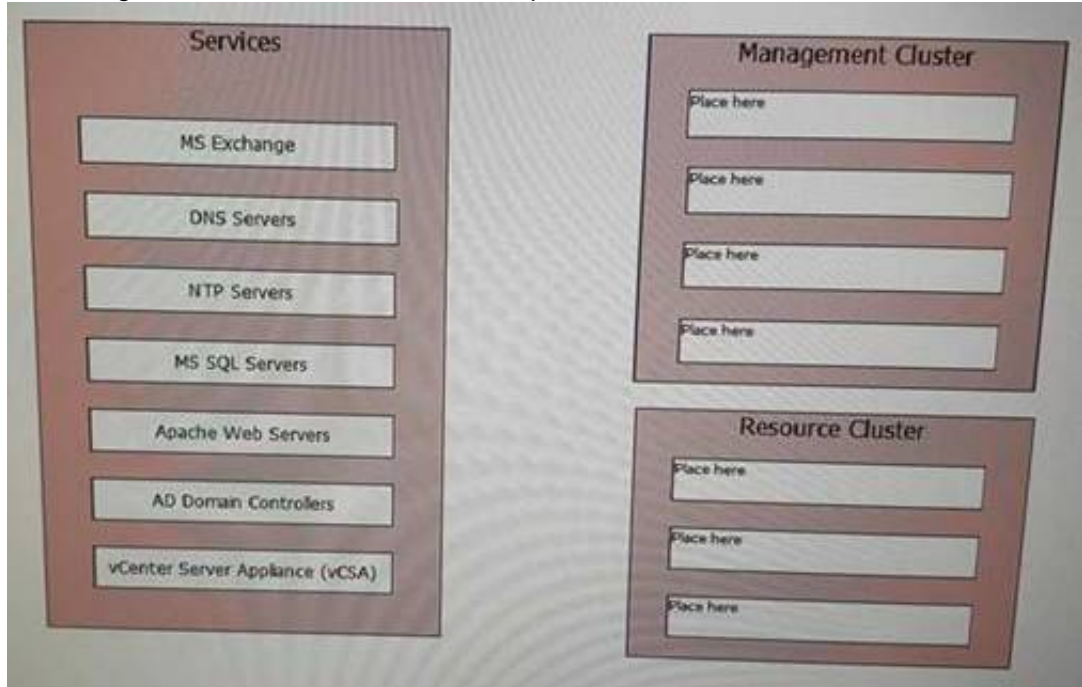 Services
MS Exchange
DNS Servers
NTP Servers
MS SQL Servers
Apache Web Servers
AD Domain Controllers
vCenter Server Appliance (vCSA)
Management Cluster
Place here
Place here
Place here
Place here
Resource Cluster
Place here
Place here
Place here